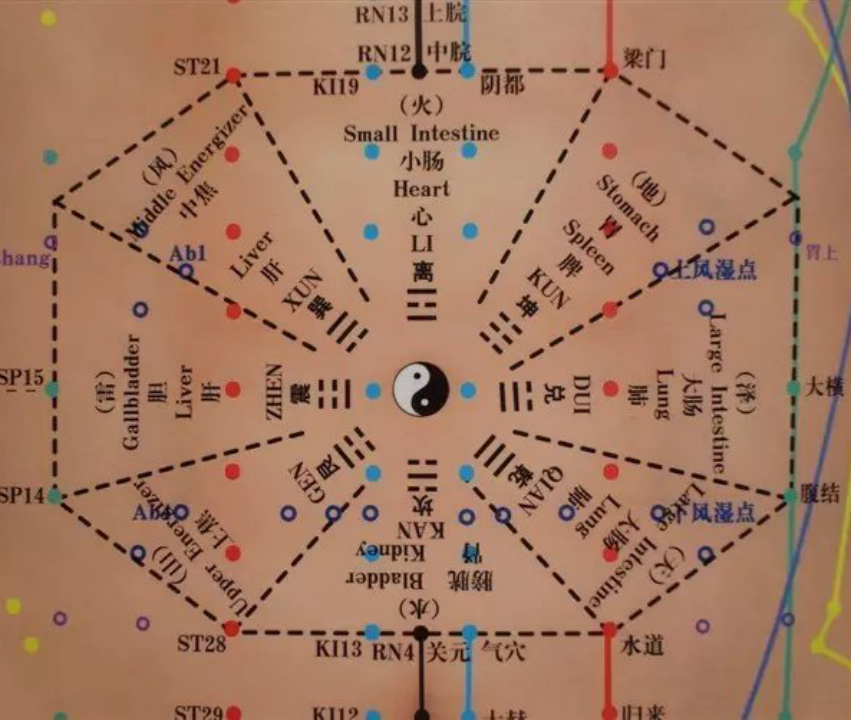 RN13 上脘
RN12 中脘
ST21
梁门
KI19
阴都
(火)
Small Intestine
小肠
Heart
心
LI
离
(风)
Middle Energizer
中焦
Liver
肝
XUN
巽
(地)
Stomach
胃
Spleen
脾
KUN
坤
hang
Ab1
上风湿点
胃上
SP15
(雷)
Gallbladder
胆
Liver
肝
ZHEN
震
兑
DUI
肺
Lung
大肠
Large Intestine
(泽)
大横
SP14
(山)
Upper Energizer
上焦
GEN
艮
坎
KAN
肾
Kidney
膀胱
Bladder
(水)
乾
QIAN
肺
Lung
大肠
Large Intestine
(天)
下风湿点
腹结
ST28
KI13
RN4 关元
气穴
水道
ST29
KI12
归来